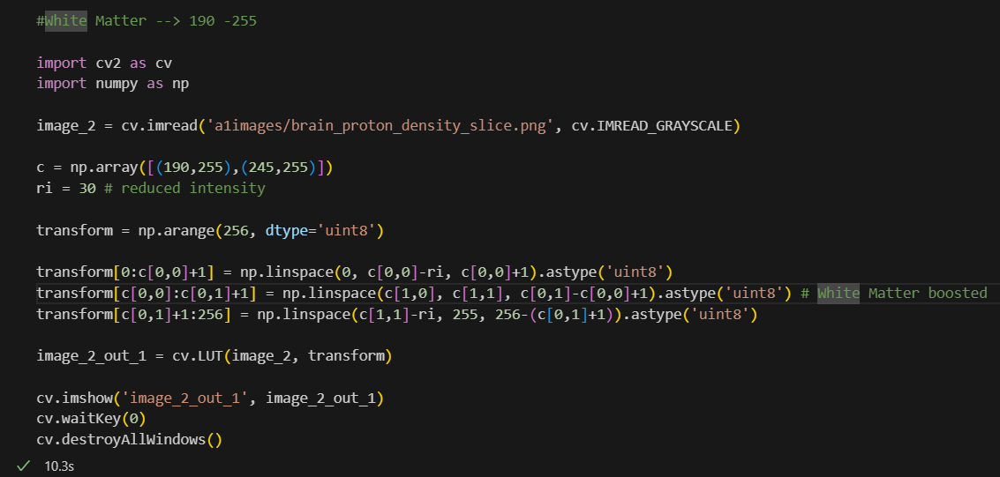 #White Matter --> 190 -255
import cv2 as cv
import numpy as np
image_2 = cv.imread('a1images/brain_proton_density_slice.png', cv.IMREAD_GRAYSCALE)
c = np.array([(190,255),(245,255)])
ri = 30 # reduced intensity
transform = np.arange(256, dtype='uint8')
transform[0:c[0,0]+1] = np.linspace(0, c[0,0]-ri, c[0,0]+1).astype('uint8')
transform[c[0,0]:c[0,1]+1] = np.linspace(c[1,0], c[1,1], c[0,1]-c[0,0]+1).astype('uint8') # White Matter boosted
transform[c[0,1]+1:256] = np.linspace(c[1,1]-ri, 255, 256-(c[0,1]+1)).astype('uint8')
image_2_out_1 = cv.LUT(image_2, transform)
cv.imshow('image_2_out_1', image_2_out_1)
cv.waitKey(0)
cv.destroyAllWindows()
10.3s